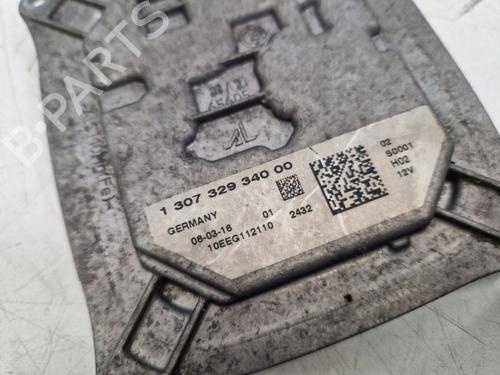 B-PARTS
AL
1 307 329 340 00
GERMANY
08-03-16 01 2432
10EEG112110
02
S0001
H02
12V